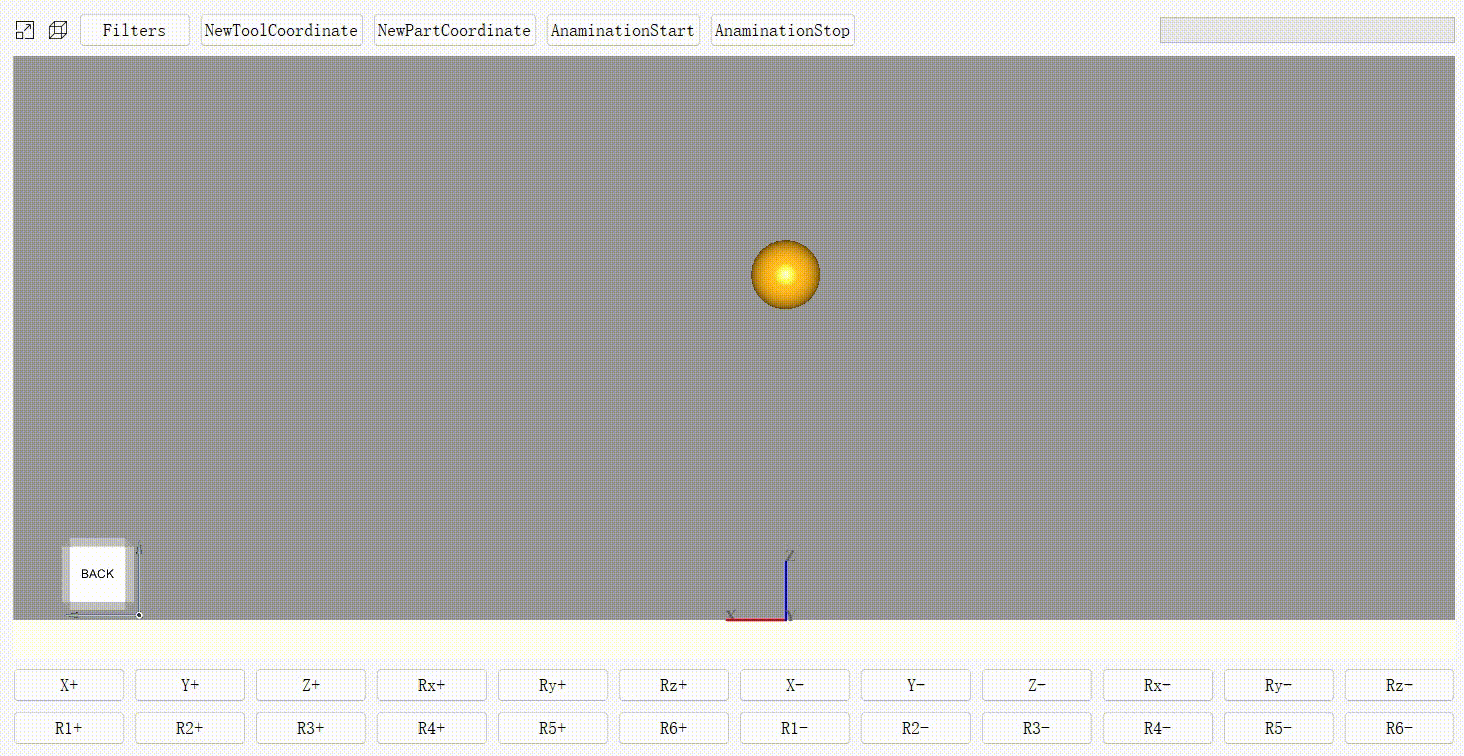 Filters NewToolCoordinate NewPartCoordinate AnaminationStart AnaminationStop
BACK
Z
X
X+ Y+ Z+ Rx+ Ry+ Rz+ X- Y- Z- Rx- Ry- Rz-
R1+ R2+ R3+ R4+ R5+ R6+ R1- R2- R3- R4- R5- R6-